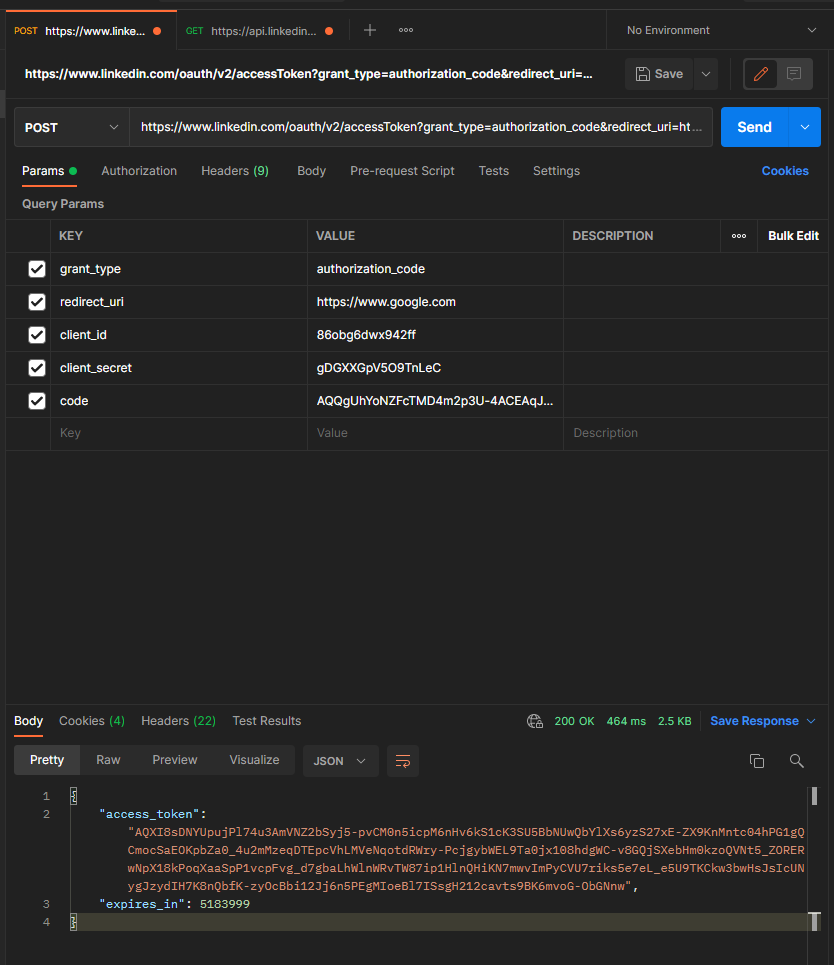 POST https://www.linke... GET https://api.linkedin... No Environment
https://www.linkedin.com/oauth/v2/accessToken?grant_type=authorization_code&redirect_uri=... Save
POST https://www.linkedin.com/oauth/v2/accessToken?grant_type=authorization_code&redirect_uri=ht... Send
Params Authorization Headers (9) Body Pre-request Script Tests Settings Cookies
Query Params
KEY VALUE DESCRIPTION Bulk Edit
grant_type authorization_code
redirect_uri https://www.google.com
client_id 86obg6dwx942ff
client_secret gDGXXGpV5O9TnLeC
code AQQgUhYoNZFcTMD4m2p3U-4ACEAqJ...
Key Value Description
Body Cookies (4) Headers (22) Test Results 200 OK 464 ms 2.5 KB Save Response
Pretty Raw Preview Visualize JSON
1 {
2 "access_token":
"AQXI8sDNYUpujPl74u3AmVNZ2bSyj5-pvCM0n5icpM6nHv6kS1cK3SU5BbNUwQbYlXs6yzS27xE-ZX9KnMntc04hPG1gQ
CmocSaEOKpbZa0_4u2mMzeqDTEpcVhLMVeNqotdRWry-PcjgybWEL9Ta0jx108hdgWC-v8GQjSXebHm0kzoQVNt5_ZORER
wNpX18kPoqXaaSpP1vcpFvg_d7gbaLhWlnWRvTW87ip1HlnQHiKN7mwvImPyCVU7riks5e7eL_e5U9TKCkw3bwHsJsIcUN
ygJzydIH7K8nQbfK-zyOcBbi12Jj6n5PEgMIoeBl7ISsgH212cavts9BK6mvoG-ObGNnw",
3 "expires_in": 5183999
4 }